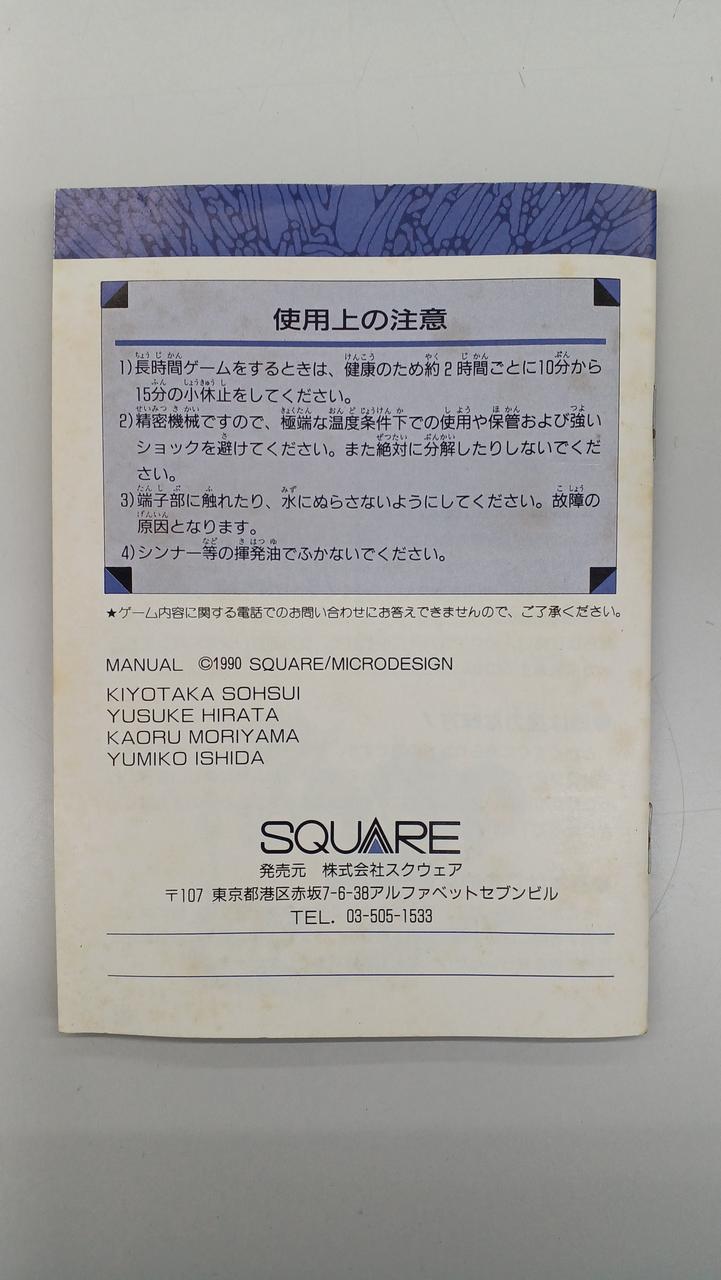 使用上の注意
1)長時間ゲームをするときは、健康のため約2時間ごとに10分から
15分の小休止をしてください。
2)精密機械ですので、極端な温度条件下での使用や保管および強い
ショックを避けてください。また絶対に分解したりしないでくだ
さい。
3)端子部に触れたり、水にぬらさないようにしてください。故障の
原因となります。
4)シンナー等の揮発油でふかないでください。
★ゲーム内容に関する電話でのお問い合わせにお答えできませんので、ご了承ください。
MANUAL ©1990 SQUARE/MICRODESIGN
KIYOTAKA SOHSUI
YUSUKE HIRATA
KAORU MORIYAMA
YUMIKO ISHIDA
SQUARE
発売元 株式会社スクウェア
〒107 東京都港区赤坂7-6-38アルファベットセブンビル
TEL. 03-505-1533